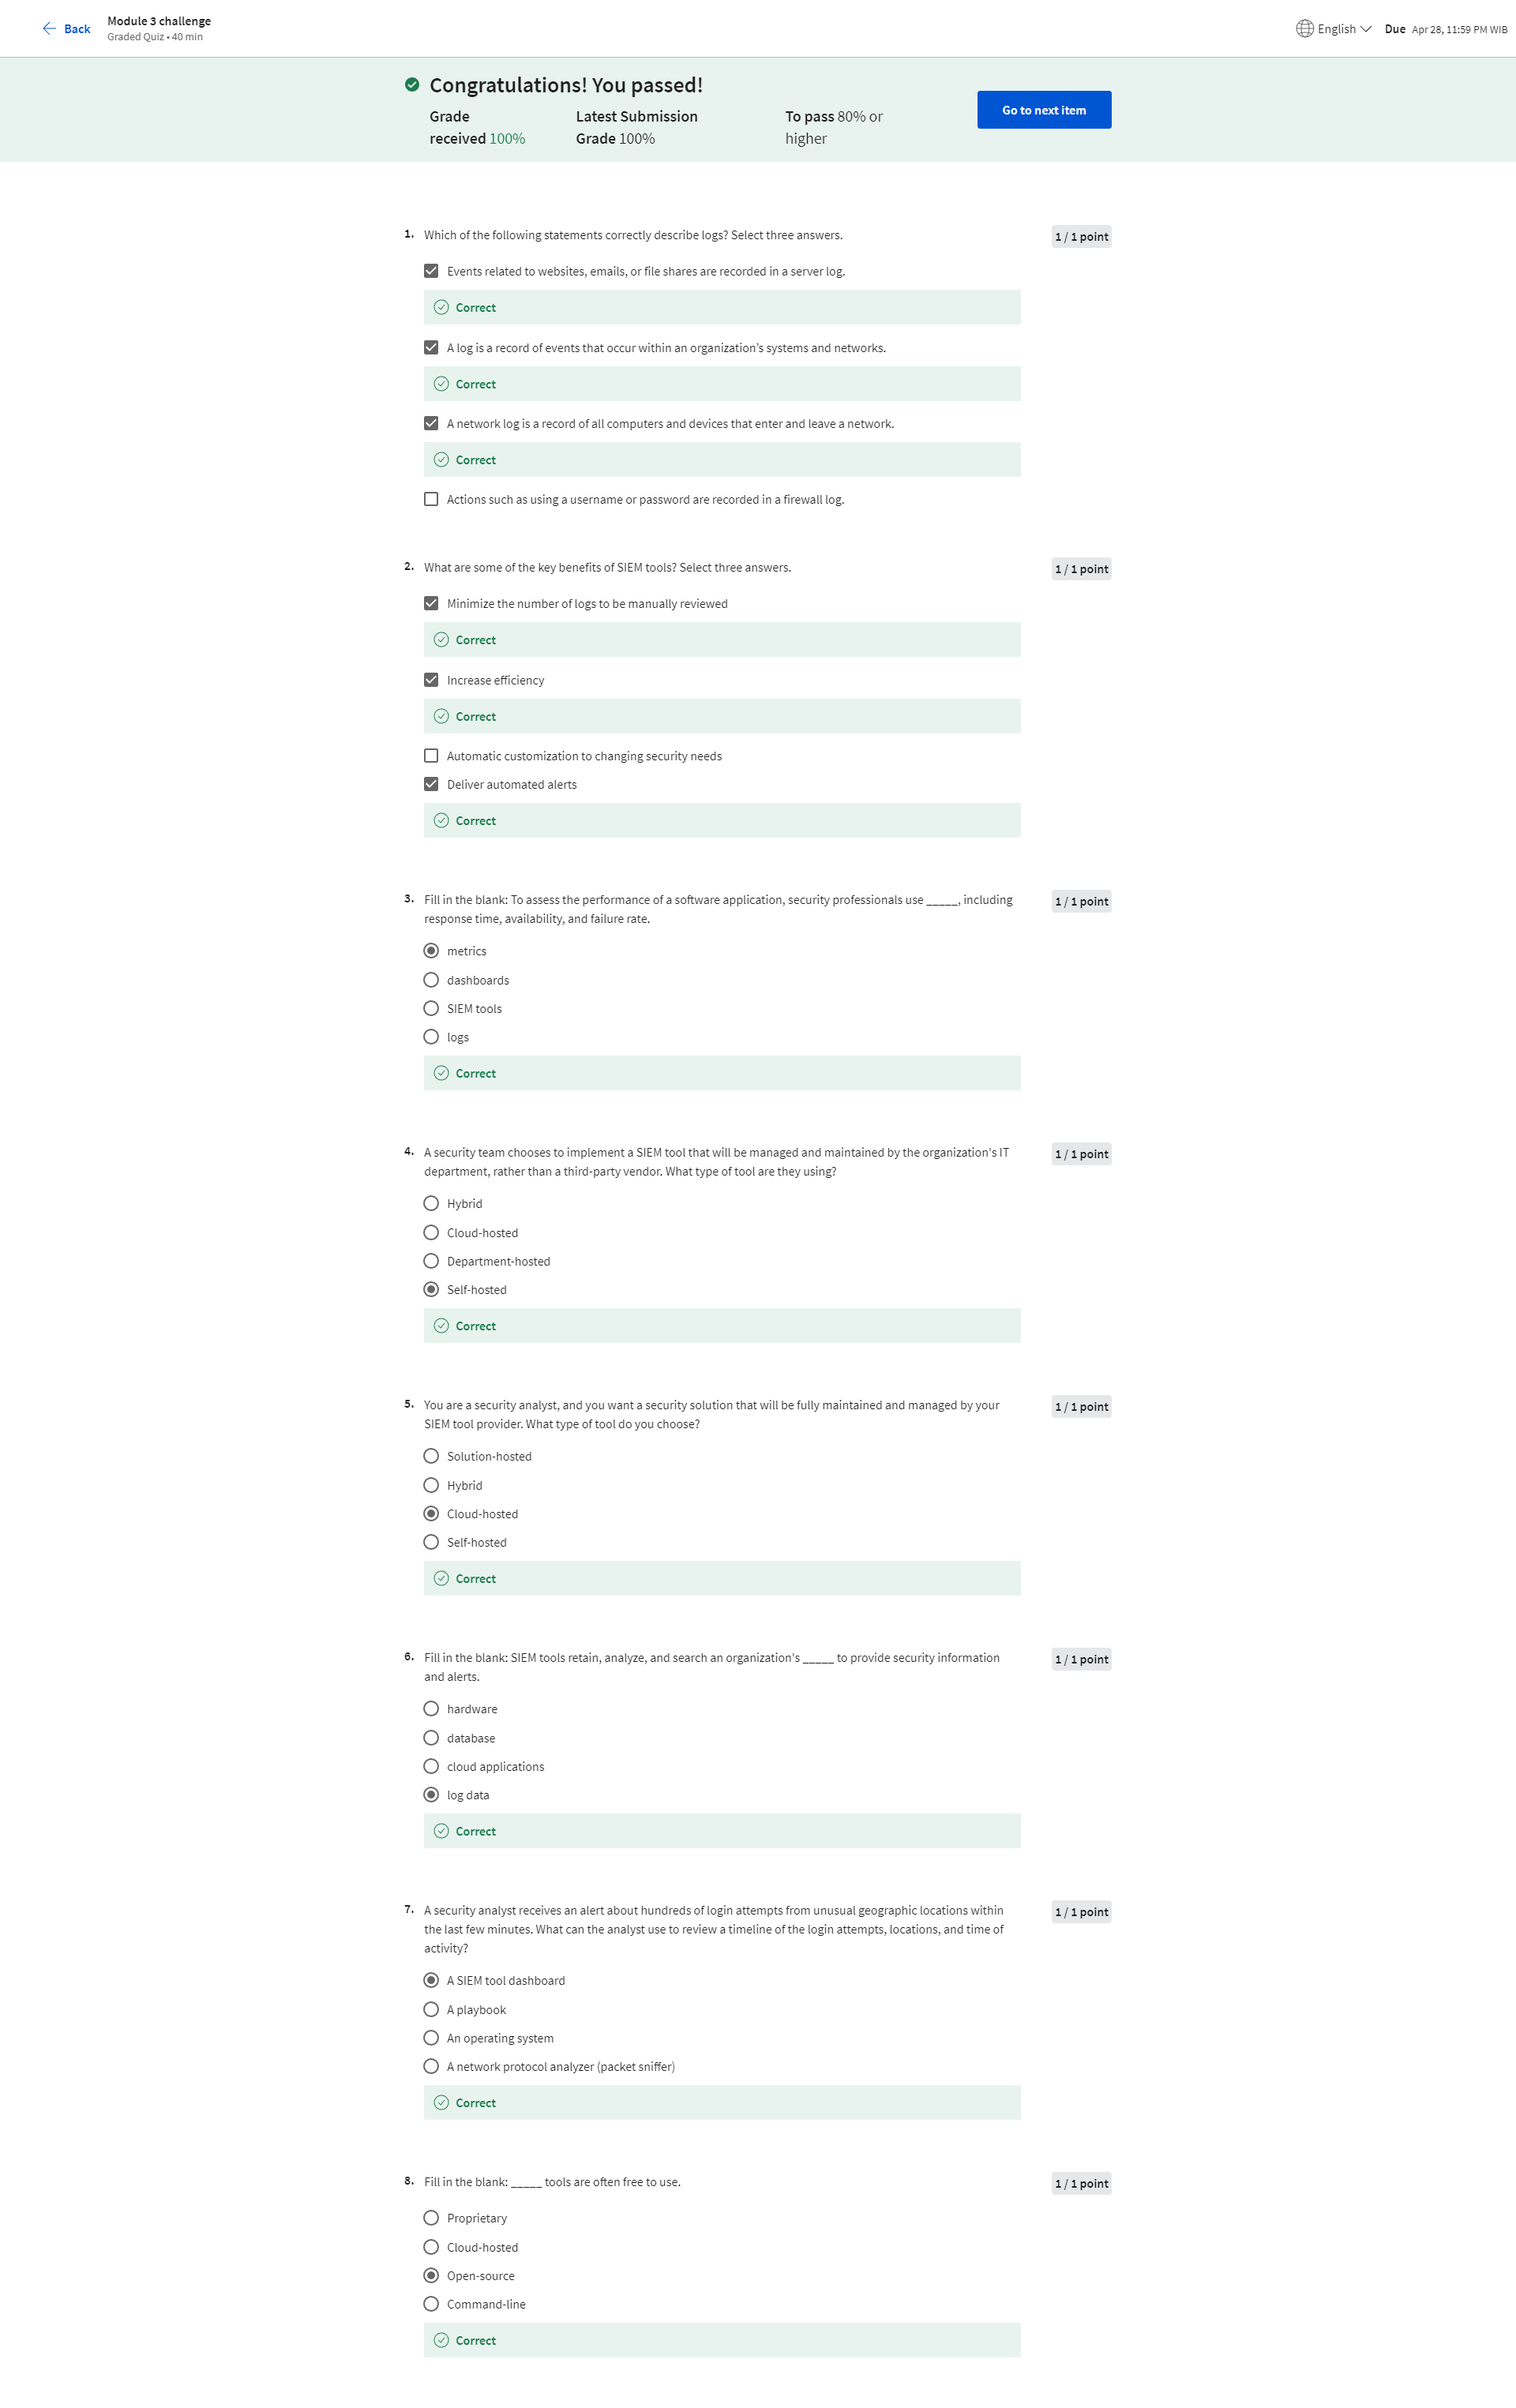 Back
Module 3 challenge
Graded Quiz • 40 min
English
Due Apr 28, 11:59 PM WIB
Congratulations! You passed!
Grade
received 100%
Latest Submission
Grade 100%
To pass 80% or
higher
Go to next item
1. Which of the following statements correctly describe logs? Select three answers.
1 / 1 point
Events related to websites, emails, or file shares are recorded in a server log.
Correct
A log is a record of events that occur within an organization’s systems and networks.
Correct
A network log is a record of all computers and devices that enter and leave a network.
Correct
Actions such as using a username or password are recorded in a firewall log.
2. What are some of the key benefits of SIEM tools? Select three answers.
1 / 1 point
Minimize the number of logs to be manually reviewed
Correct
Increase efficiency
Correct
Automatic customization to changing security needs
Deliver automated alerts
Correct
3. Fill in the blank: To assess the performance of a software application, security professionals use _____, including
response time, availability, and failure rate.
1 / 1 point
metrics
dashboards
SIEM tools
logs
Correct
4. A security team chooses to implement a SIEM tool that will be managed and maintained by the organization's IT
department, rather than a third-party vendor. What type of tool are they using?
1 / 1 point
Hybrid
Cloud-hosted
Department-hosted
Self-hosted
Correct
5. You are a security analyst, and you want a security solution that will be fully maintained and managed by your
SIEM tool provider. What type of tool do you choose?
1 / 1 point
Solution-hosted
Hybrid
Cloud-hosted
Self-hosted
Correct
6. Fill in the blank: SIEM tools retain, analyze, and search an organization's _____ to provide security information
and alerts.
1 / 1 point
hardware
database
cloud applications
log data
Correct
7. A security analyst receives an alert about hundreds of login attempts from unusual geographic locations within
the last few minutes. What can the analyst use to review a timeline of the login attempts, locations, and time of
activity?
1 / 1 point
A SIEM tool dashboard
A playbook
An operating system
A network protocol analyzer (packet sniffer)
Correct
8. Fill in the blank: _____ tools are often free to use.
1 / 1 point
Proprietary
Cloud-hosted
Open-source
Command-line
Correct